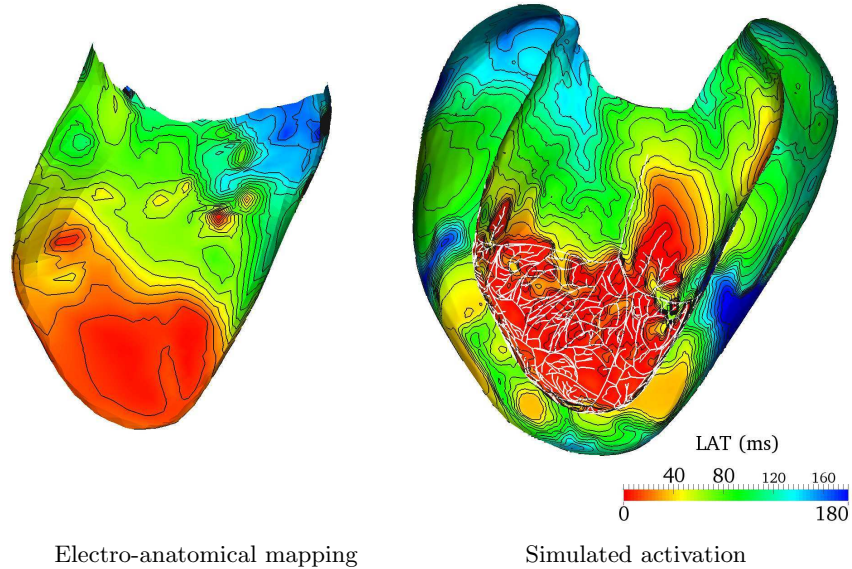 LAT (ms)
40 80 120 160
0 180
Electro-anatomical mapping
Simulated activation